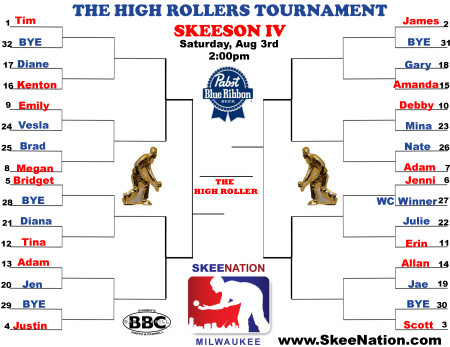 THE HIGH ROLLERS TOURNAMENT
SKEESON IV
Saturday, Aug 3rd
2:00pm
1 Tim
32 BYE
17 Diane
16 Kenton
9 Emily
24 Vesla
25 Brad
8 Megan
5 Bridget
28 BYE
21 Diana
12 Tina
13 Adam
20 Jen
29 BYE
4 Justin
Pabst
Blue Ribbon
BEER
THE
HIGH ROLLER
James 2
BYE 31
Gary 18
Amanda 15
Debby 10
Mina 23
Nate 26
Adam 7
Jenni 6
WC Winner 27
Julie 22
Erin 11
Allan 14
Jae 19
BYE 30
Scott 3
BBC
SKEENATION
MILWAUKEE
www.SkeeNation.com